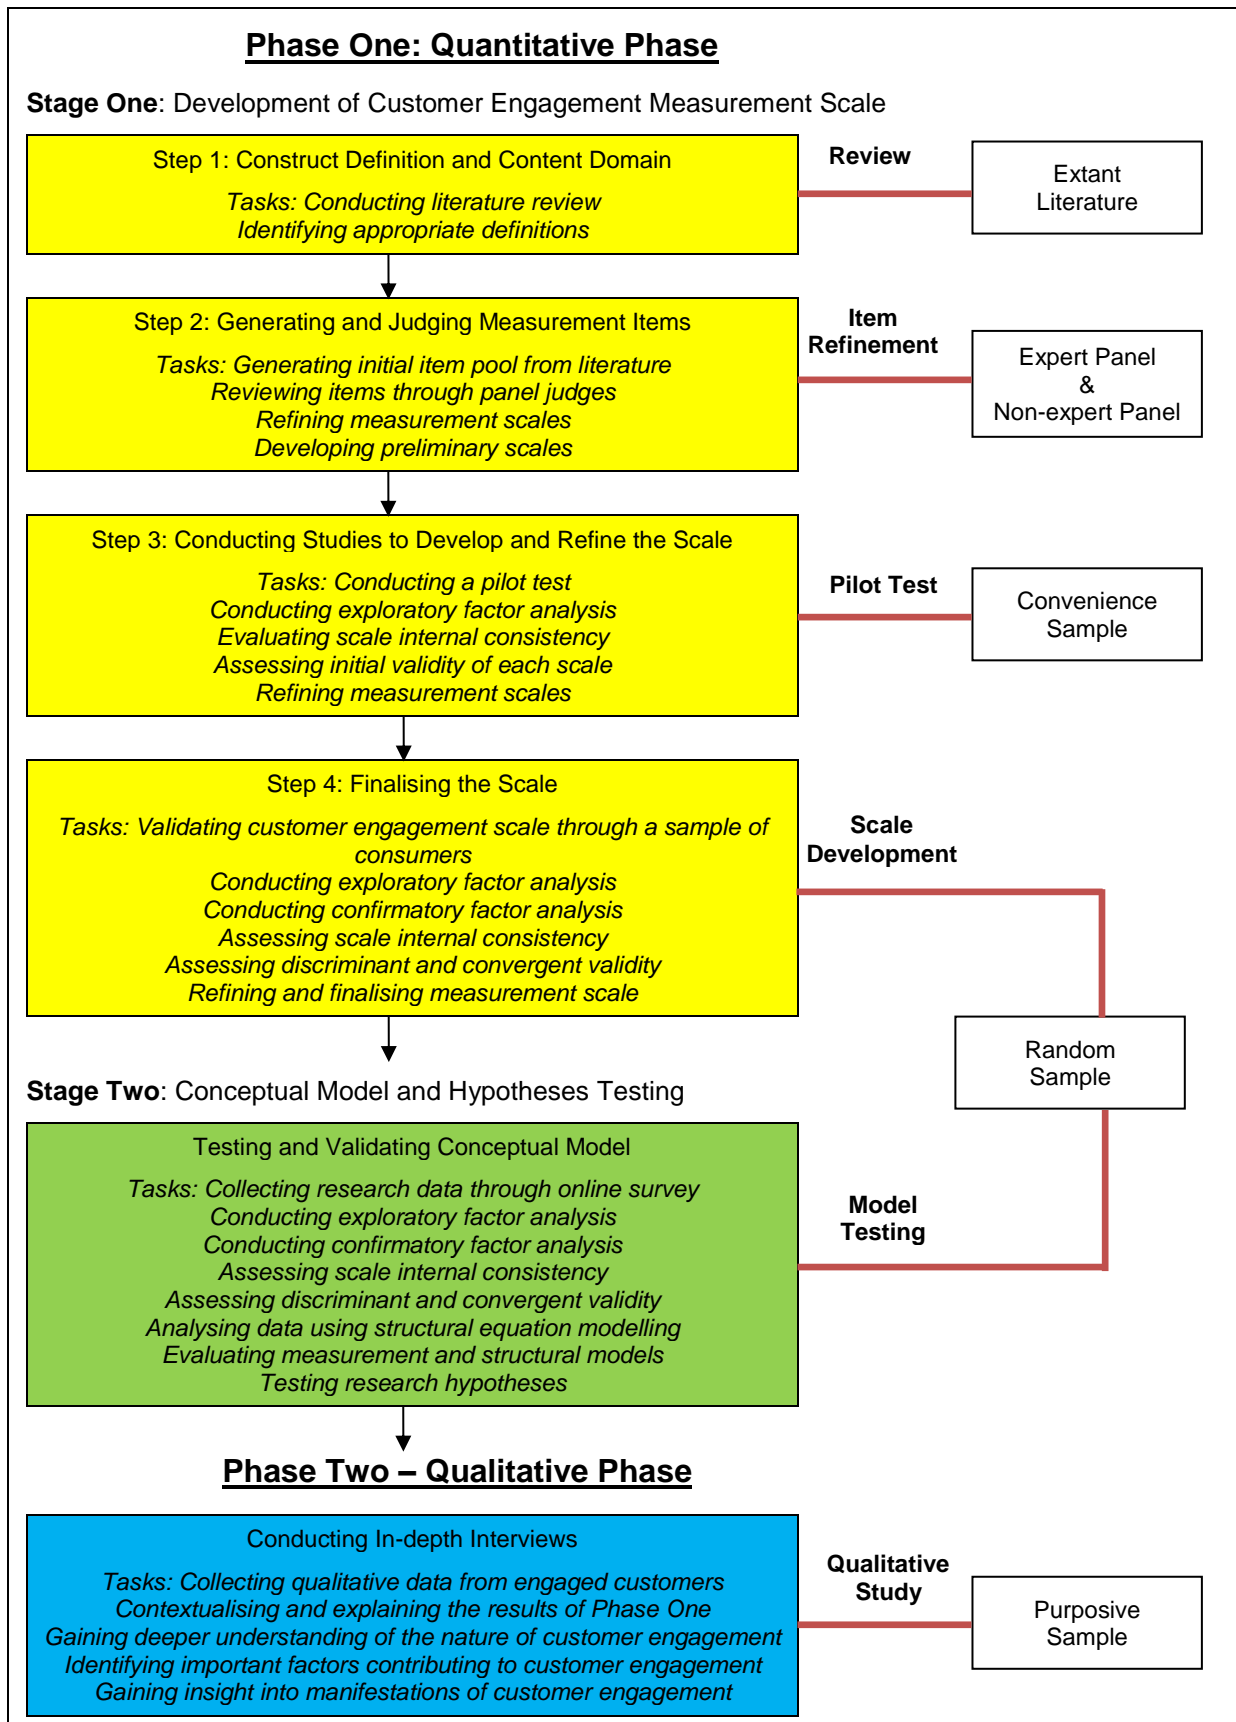 Phase One: Quantitative Phase
Stage One: Development of Customer Engagement Measurement Scale
Step 1: Construct Definition and Content Domain
Tasks: Conducting literature review
Identifying appropriate definitions
Review
Extant
Literature
Step 2: Generating and Judging Measurement Items
Tasks: Generating initial item pool from literature
Reviewing items through panel judges
Refining measurement scales
Developing preliminary scales
Item
Refinement
Expert Panel
&
Non-expert Panel
Step 3: Conducting Studies to Develop and Refine the Scale
Tasks: Conducting a pilot test
Conducting exploratory factor analysis
Evaluating scale internal consistency
Assessing initial validity of each scale
Refining measurement scales
Pilot Test
Convenience
Sample
Step 4: Finalising the Scale
Tasks: Validating customer engagement scale through a sample of
consumers
Conducting exploratory factor analysis
Conducting confirmatory factor analysis
Assessing scale internal consistency
Assessing discriminant and convergent validity
Refining and finalising measurement scale
Scale
Development
Random
Sample
Stage Two: Conceptual Model and Hypotheses Testing
Testing and Validating Conceptual Model
Tasks: Collecting research data through online survey
Conducting exploratory factor analysis
Conducting confirmatory factor analysis
Assessing scale internal consistency
Assessing discriminant and convergent validity
Analysing data using structural equation modelling
Evaluating measurement and structural models
Testing research hypotheses
Model
Testing
Phase Two – Qualitative Phase
Conducting In-depth Interviews
Tasks: Collecting qualitative data from engaged customers
Contextualising and explaining the results of Phase One
Gaining deeper understanding of the nature of customer engagement
Identifying important factors contributing to customer engagement
Gaining insight into manifestations of customer engagement
Qualitative
Study
Purposive
Sample